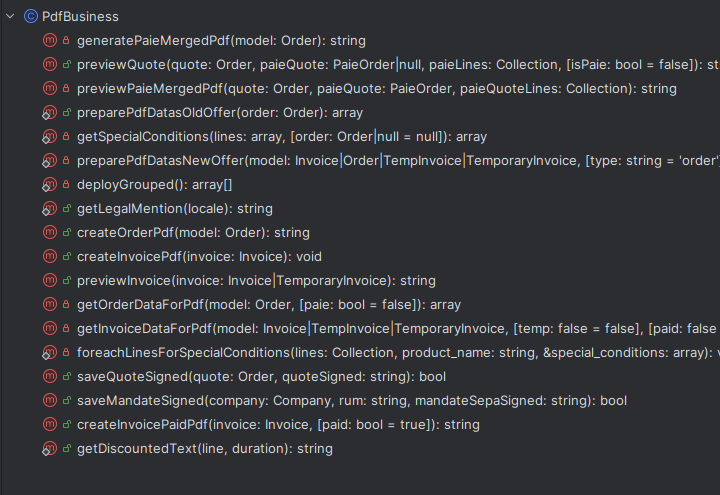 PdfBusiness
generatePaieMergedPdf(model: Order): string
previewQuote(quote: Order, paieQuote: PaieOrder|null, paieLines: Collection, [isPaie: bool = false]): st
previewPaieMergedPdf(quote: Order, paieQuote: PaieOrder, paieQuoteLines: Collection): string
preparePdfDatasOldOffer(order: Order): array
getSpecialConditions(lines: array, [order: Order|null = null]): array
preparePdfDatasNewOffer(model: Invoice|Order|TempInvoice|TemporaryInvoice, [type: string = 'order'
deployGrouped(): array[]
getLegalMention(locale): string
createOrderPdf(model: Order): string
createInvoicePdf(invoice: Invoice): void
previewInvoice(invoice: Invoice|TemporaryInvoice): string
getOrderDataForPdf(model: Order, [paie: bool = false]): array
getInvoiceDataForPdf(model: Invoice|TempInvoice|TemporaryInvoice, [temp: false = false], [paid: false
foreachLinesForSpecialConditions(lines: Collection, product_name: string, &special_conditions: array): v
saveQuoteSigned(quote: Order, quoteSigned: string): bool
saveMandateSigned(company: Company, rum: string, mandateSepaSigned: string): bool
createInvoicePaidPdf(invoice: Invoice, [paid: bool = true]): string
getDiscountedText(line, duration): string